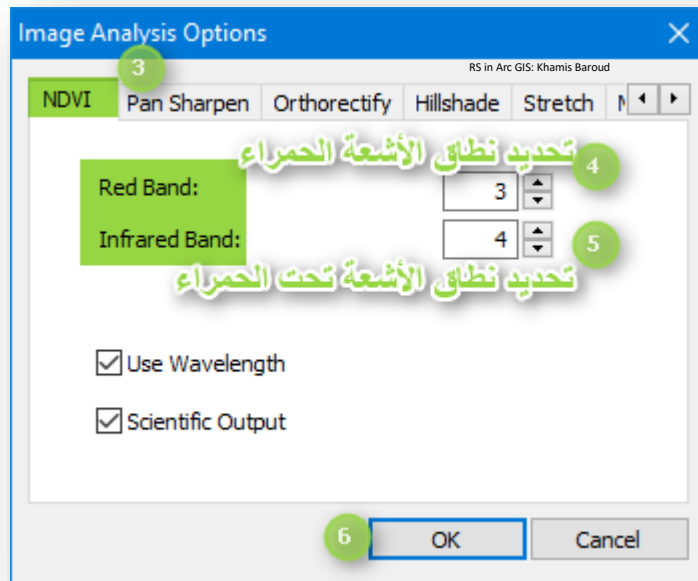 Image Analysis Options
3
RS in Arc GIS: Khamis Baroud
NDVI Pan Sharpen Orthorectify Hillshade Stretch
تحديد نطاق الأشعة الحمراء
4
Red Band: 3
Infrared Band: 4
5
تحديد نطاق الأشعة تحت الحمراء
Use Wavelength
Scientific Output
6 OK Cancel